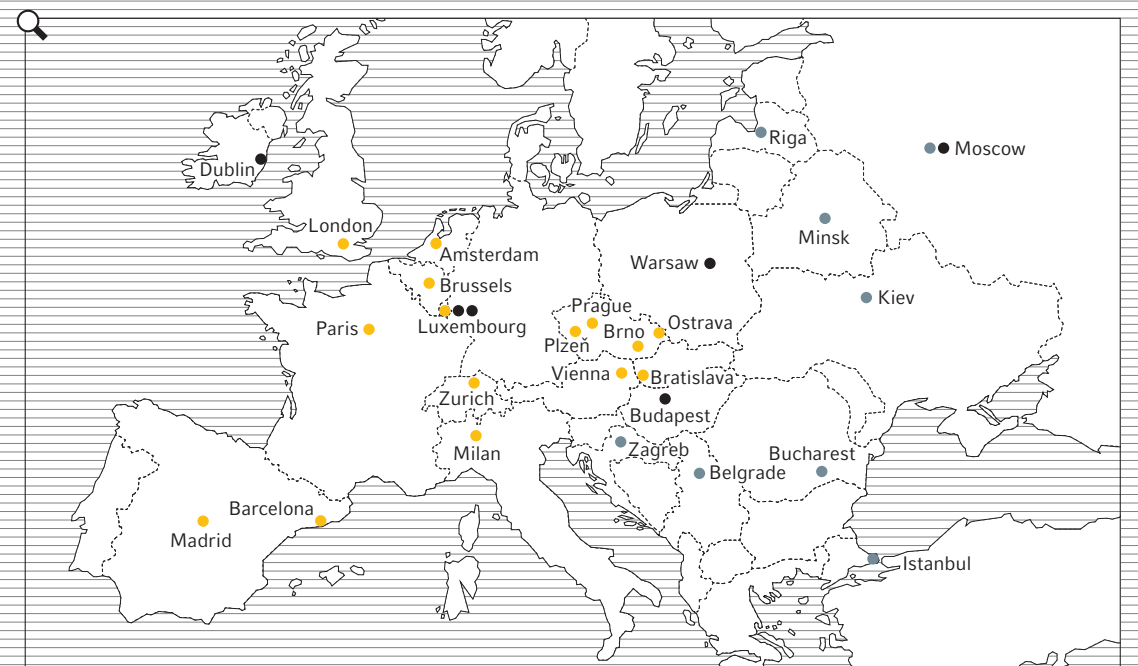 Riga
Moscow
Dublin
London
Minsk
Amsterdam
Warsaw
Brussels
Kiev
Prague
Luxembourg
Paris
Brno
Ostrava
Plzeň
Vienna
Bratislava
Zurich
Budapest
Milan
Zagreb
Bucharest
Belgrade
Barcelona
Madrid
Istanbul